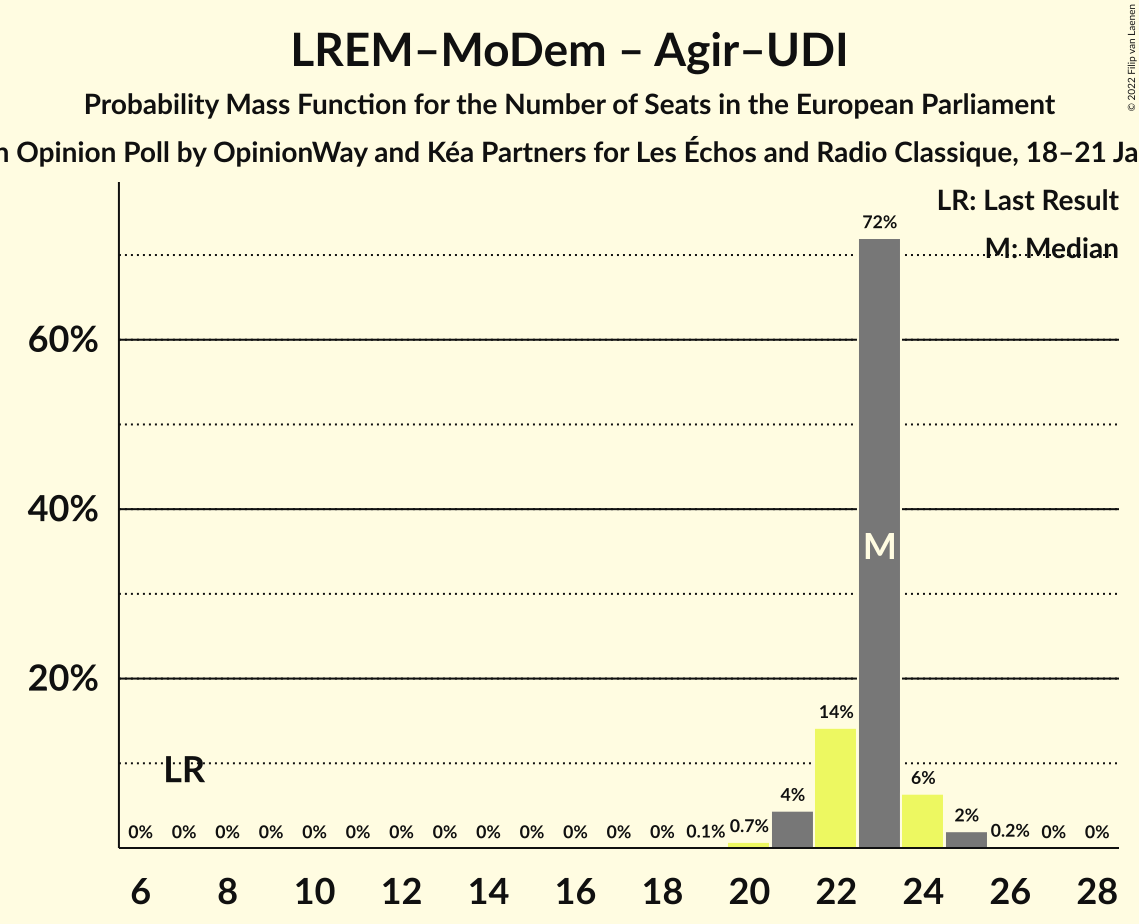 LREM–MoDem – Agir–UDI
Probability Mass Function for the Number of Seats in the European Parliament
Opinion Poll by OpinionWay and Kéa Partners for Les Échos and Radio Classique, 18–21
© 2022 Filip van Laenen
LR: Last Result
M: Median
72%
60%
40%
M
20%
14%
LR
6%
4%
2%
0% 0% 0% 0% 0% 0% 0% 0% 0% 0% 0% 0% 0% 0.1% 0.7% 0.2% 0% 0%
6 8 10 12 14 16 18 20 22 24 26 28